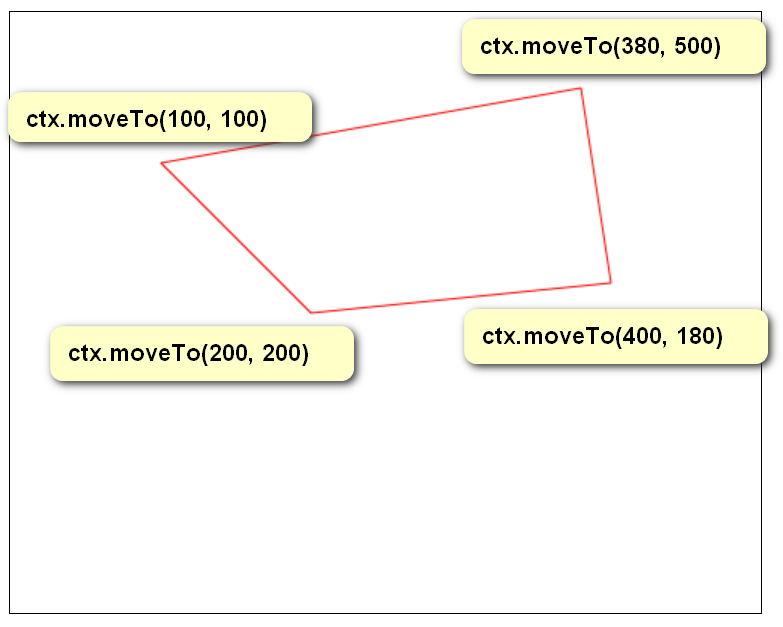 ctx.moveTo(380, 500)
ctx.moveTo(100, 100)
ctx.moveTo(400, 180)
ctx.moveTo(200, 200)